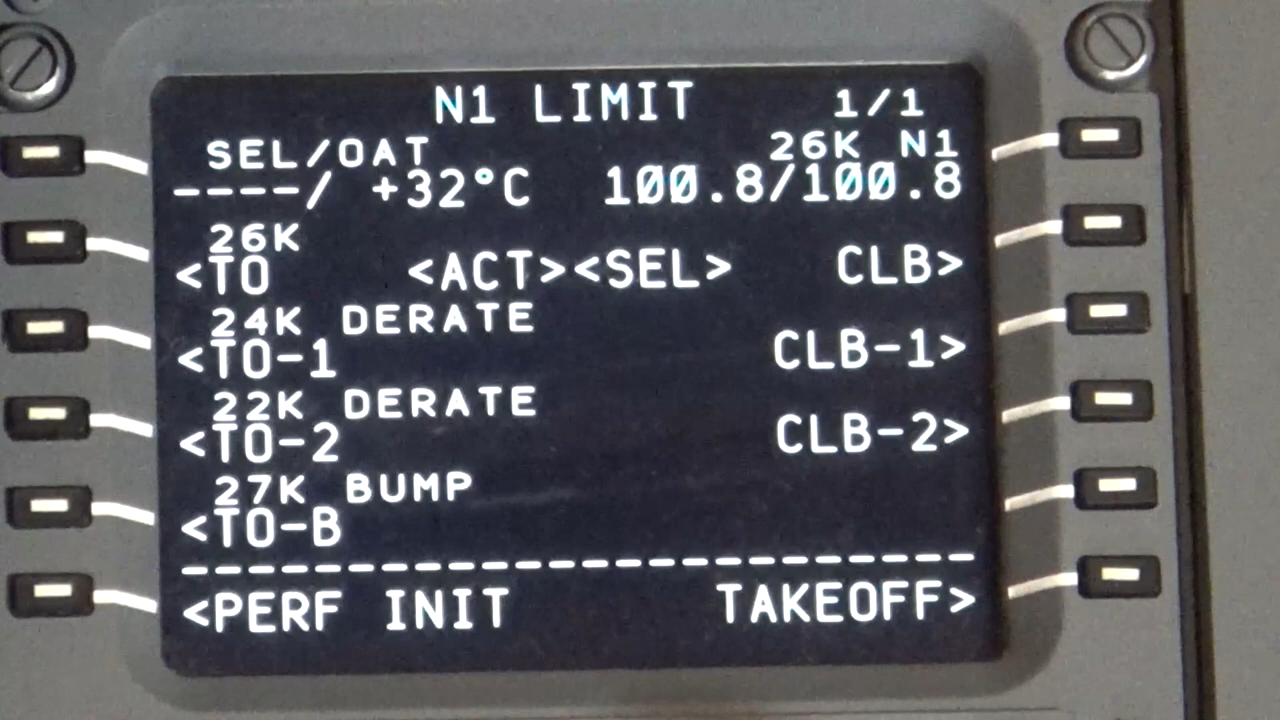 N1 LIMIT 1/1
SEL/OAT 26K N1
----/ +32°C 100.8/100.8
26K
<TO <ACT><SEL> CLB>
24K DERATE
<TO-1 CLB-1>
22K DERATE
<TO-2 CLB-2>
27K BUMP
<TO-B
<PERF INIT TAKEOFF>